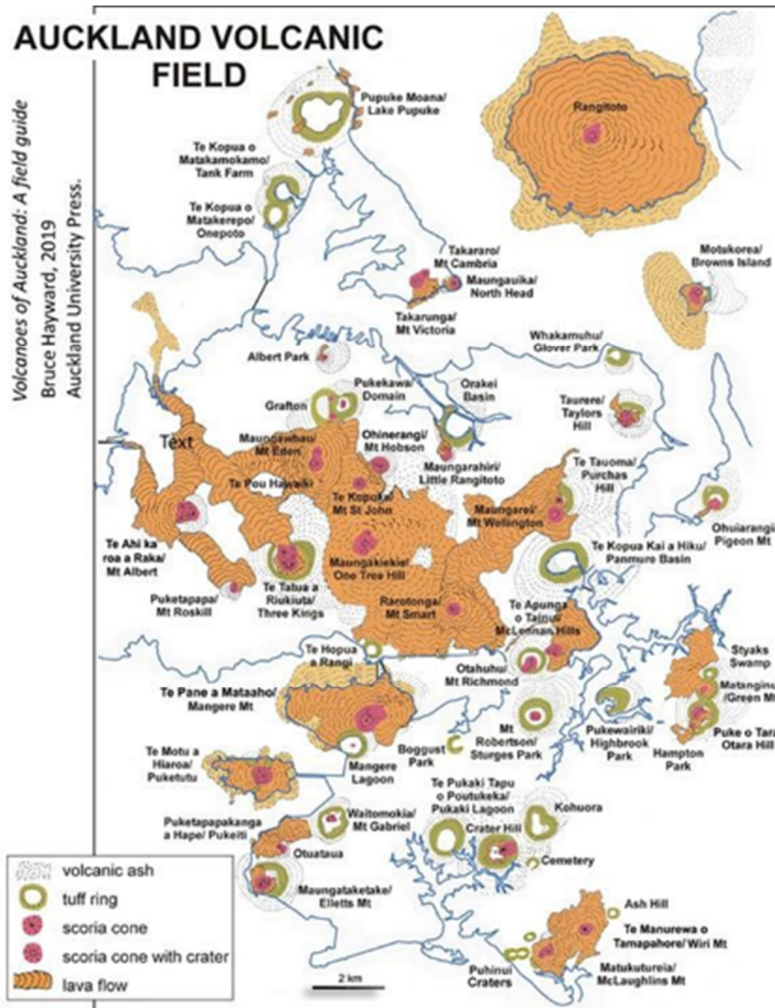 AUCKLAND VOLCANIC
FIELD
Volcanoes of Auckland: A field guide
Bruce Hayward, 2019
Auckland University Press.
Pupuke Moana/
Lake Pupuke
Rangitoto
Te Kopua o
Matakamokamo/
Tank Farm
Te Kopua o
Matakerepo/
Onepoto
Takararo/
Mt Cambria
Maungauika/
North Head
Takarunga/
Mt Victoria
Motukorea/
Browns Island
Whakamuhu/
Glover Park
Albert Park
Pukekawa/
Domain
Grafton
Orakei
Basin
Taurere/
Taylors
Hill
Text
Maungawhau/
Mt Eden
Ohinerangi/
Mt Hobson
Maungarahiri/
Little Rangitoto
Te Tauoma/
Purchas
Hill
Te Pou Hawaiki
Te Kopuke/
Mt St John
Maungarei/
Mt Wellington
Ohuiarangi/
Pigeon Mt
Te Ahi ka
roa a Raka/
Mt Albert
Puketapapa/
Mt Roskill
Te Tatua a
Riukiuta/
Three Kings
Maungakiekie/
One Tree Hill
Te Kopua Kai a Hiku/
Panmure Basin
Rarotonga/
Mt Smart
Te Apunga
o Tainui/
McLennan Hills
Te Hopua
a Rangi
Otahuhu/
Mt Richmond
Styaks
Swamp
Te Pane a Mataaho/
Mangere Mt
Matanginu
/Green Mt
Mt
Robertson/
Sturges Park
Pukewairiki/
Highbrook
Park
Puke o Tara
Otara Hill
Hampton
Park
Te Motu a
Hiaroa/
Puketutu
Mangere
Lagoon
Boggust
Park
Te Pukaki Tapu
o Poutukeka/
Pukaki Lagoon
Kohuora
Puketapapakanga
a Hape/ Pukeiti
Waitomokia/
Mt Gabriel
Crater Hill
Otuataua
Cemetery
Maungataketake/
Elletts Mt
Ash Hill
Te Manurewa o
Tamapahore/ Wiri Mt
Puhinui
Craters
Matukutureia/
McLaughlins Mt
volcanic ash
tuff ring
scoria cone
scoria cone with crater
lava flow
2 km